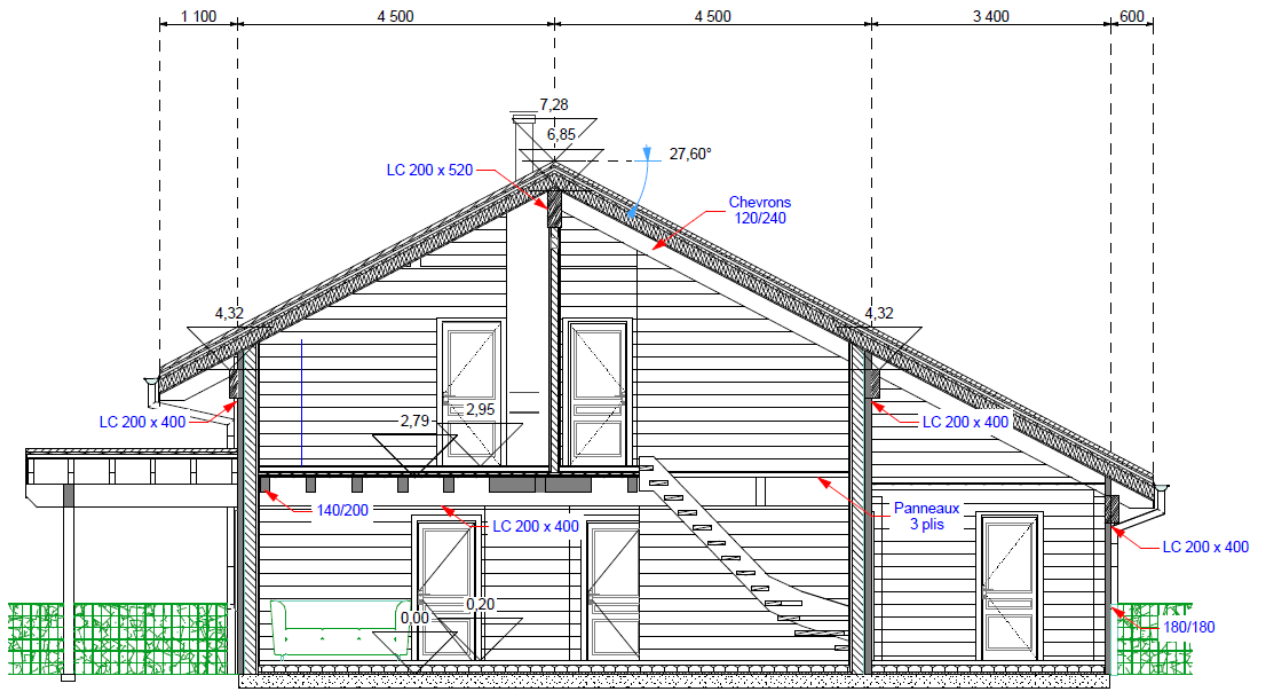 1 100
4 500
4 500
3 400
600
7,28
6,85
27,60°
LC 200 x 520
Chevrons
120/240
4,32
4,32
LC 200 x 400
2,95
2,79
LC 200 x 400
140/200
LC 200 x 400
Panneaux
3 plis
LC 200 x 400
0,20
0,00
180/180